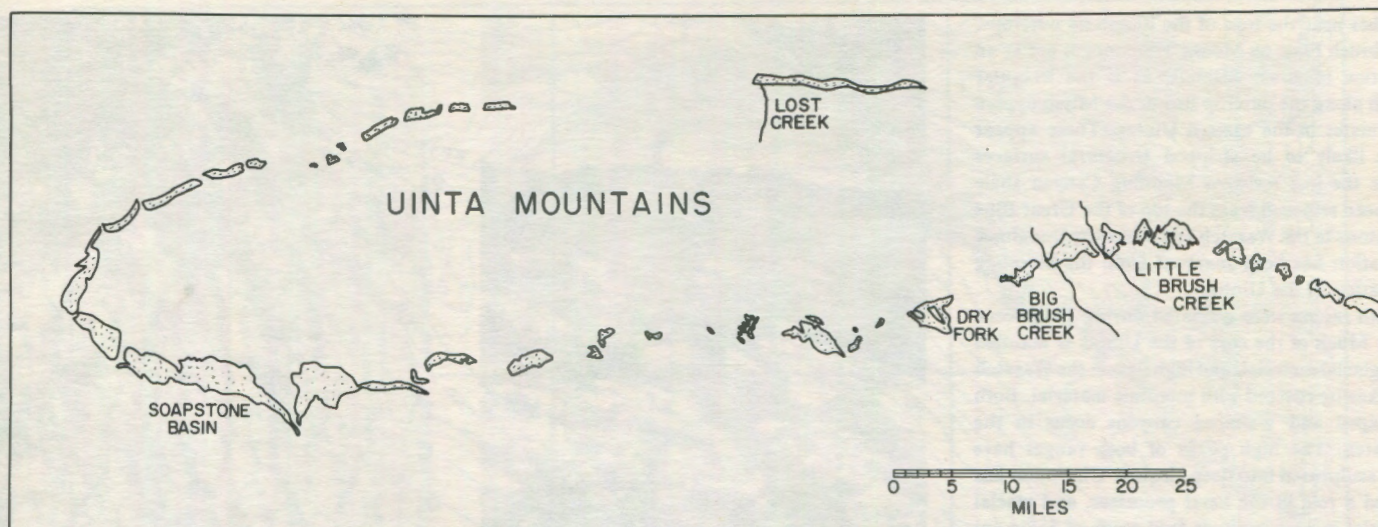 LOST
CREEK
UINTA MOUNTAINS
LITTLE
BRUSH
CREEK
BIG
BRUSH
CREEK
DRY
FORK
SOAPSTONE
BASIN
0 5 10 15 20 25
MILES